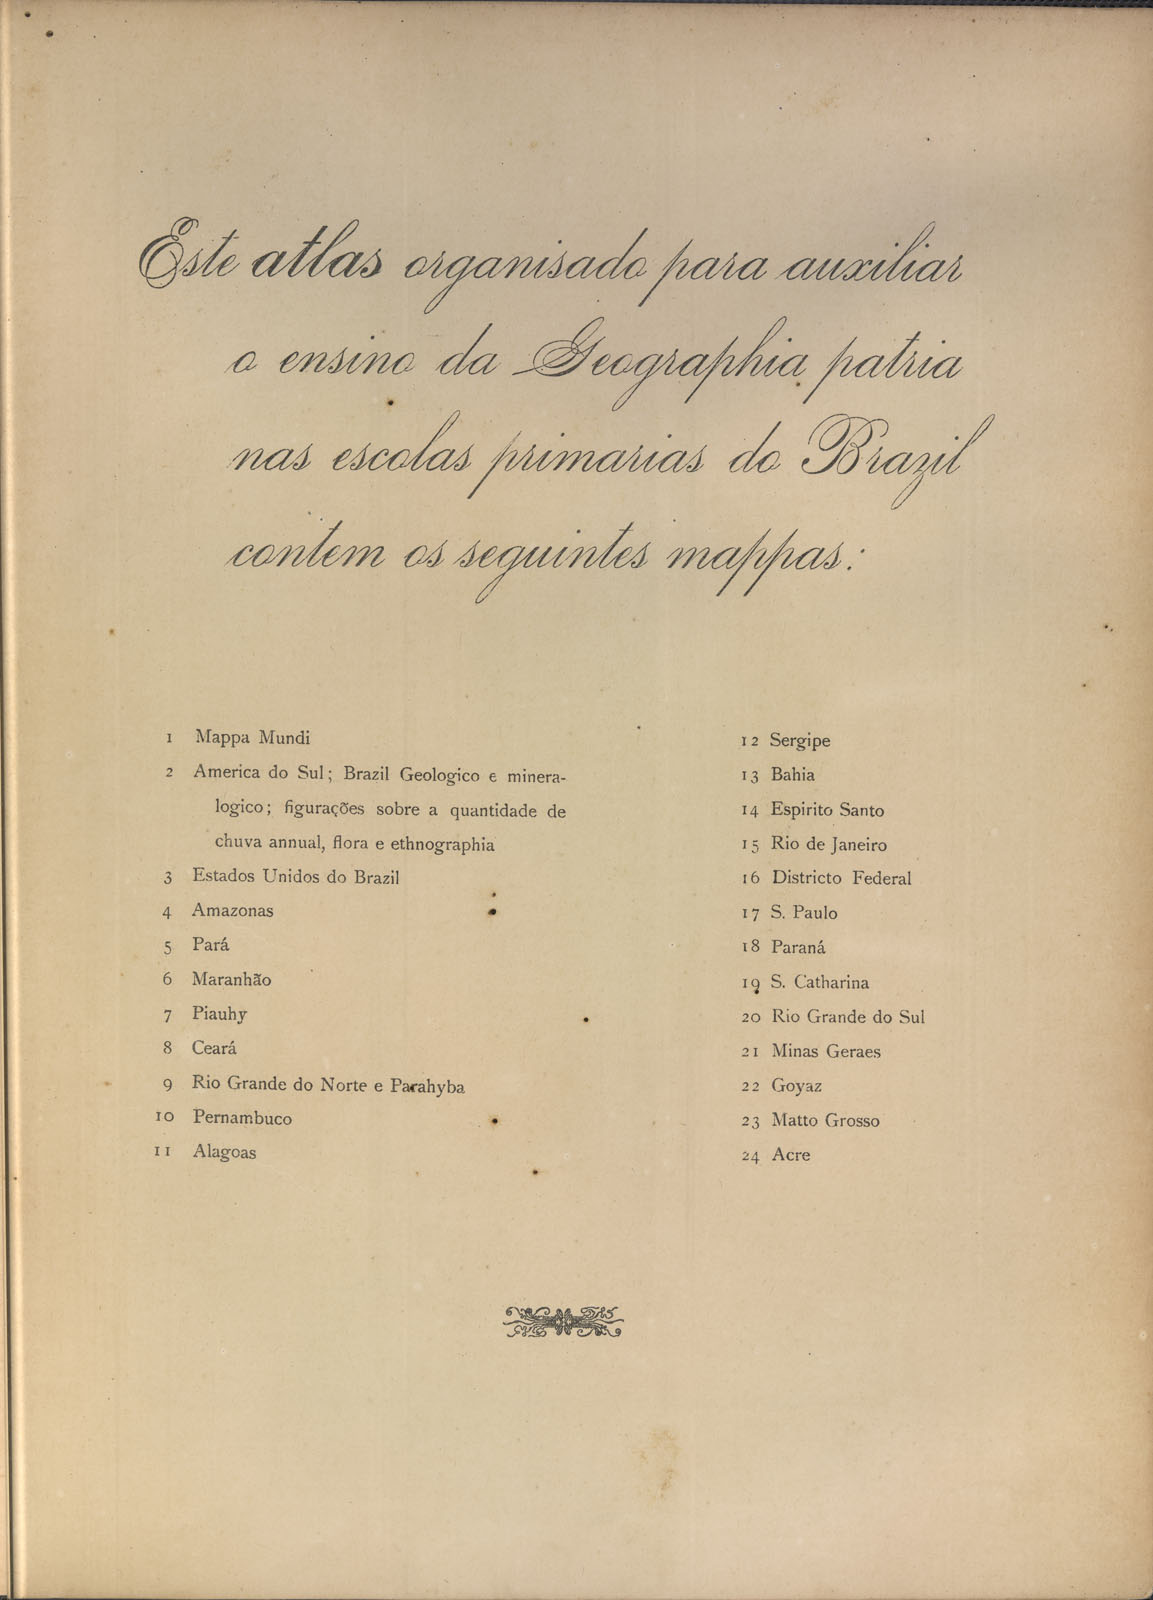 Este atlas organisado para auxiliar
o ensino da Geographia patria
nas escolas primarias do Brazil
contem os seguintes mappas:
1 Mappa Mundi
2 America do Sul; Brazil Geologico e minera-
logico; figurações sobre a quantidade de
chuva annual, flora e ethnographia
3 Estados Unidos do Brazil
4 Amazonas
5 Pará
6 Maranhão
7 Piauhy
8 Ceará
9 Rio Grande do Norte e Parahyba
10 Pernambuco
11 Alagoas
12 Sergipe
13 Bahia
14 Espirito Santo
15 Rio de Janeiro
16 Districto Federal
17 S. Paulo
18 Paraná
19 S. Catharina
20 Rio Grande do Sul
21 Minas Geraes
22 Goyaz
23 Matto Grosso
24 Acre